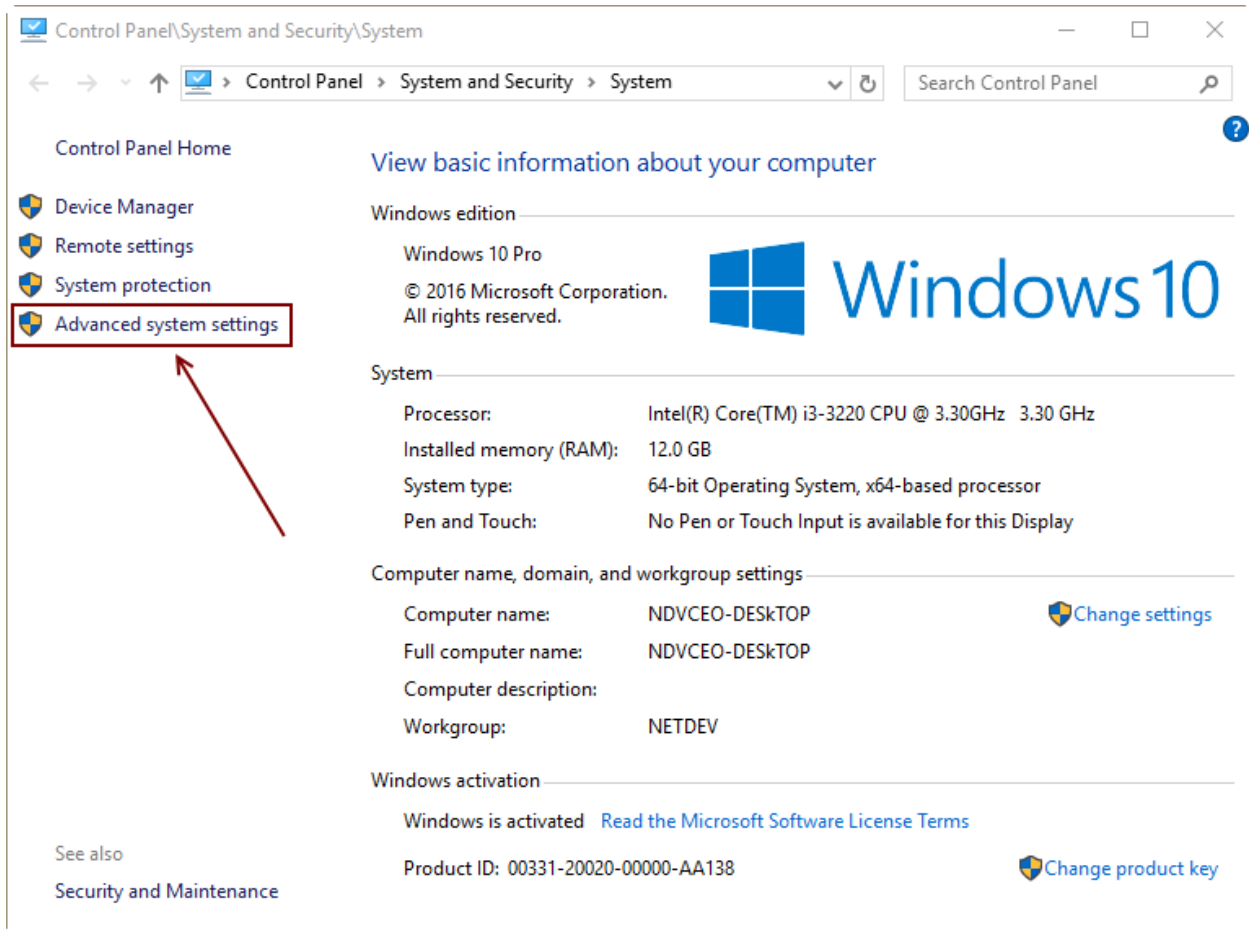 Control Panel\System and Security\System
Control Panel > System and Security > System
Search Control Panel
?
Control Panel Home
Device Manager
Remote settings
System protection
Advanced system settings
See also
Security and Maintenance
View basic information about your computer
Windows edition
Windows 10 Pro
© 2016 Microsoft Corporation.
All rights reserved.
Windows 10
System
Processor: Intel(R) Core(TM) i3-3220 CPU @ 3.30GHz 3.30 GHz
Installed memory (RAM): 12.0 GB
System type: 64-bit Operating System, x64-based processor
Pen and Touch: No Pen or Touch Input is available for this Display
Computer name, domain, and workgroup settings
Computer name: NDVCEO-DESkTOP Change settings
Full computer name: NDVCEO-DESkTOP
Computer description:
Workgroup: NETDEV
Windows activation
Windows is activated Read the Microsoft Software License Terms
Product ID: 00331-20020-00000-AA138 Change product key